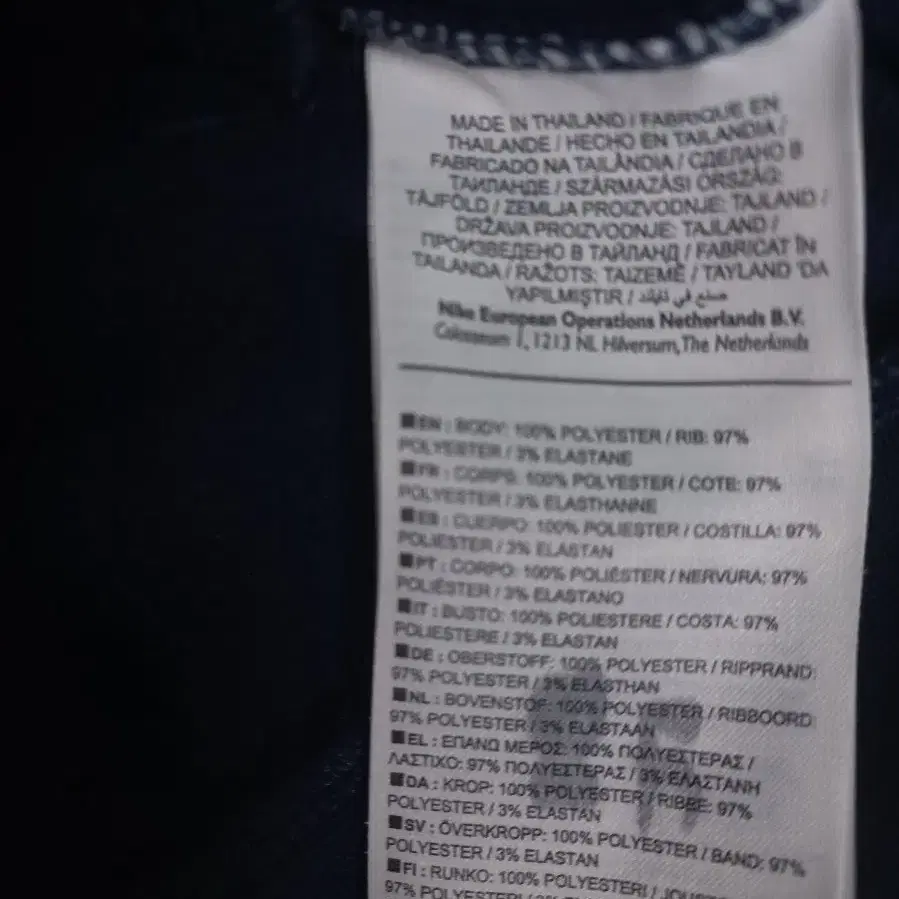 MADE IN THAILAND / FABRIQUE EN
THAILANDE / HECHO EN TAILANDIA /
FABRICADO NA TAILÂNDIA / СДЕЛАНО В
ТАИЛАНДЕ / SZÁRMAZÁSI ORSZÁG:
TÁJFÖLD / ZEMLJA PROIZVODNJE: TAJLAND /
DRŽAVA PROIZVODNJE: TAJLAND /
ПРОИЗВЕДЕНО В ТАЙЛАНД / FABRICAT ÎN
TAILANDA / RAŽOTS: TAIZEMĒ / TAYLAND 'DA
YAPILMIŞTIR / صنع في تايلاند
Nike European Operations Netherlands B.V.
Colosseum 1, 1213 NL Hilversum, The Netherlands
EN : BODY: 100% POLYESTER / RIB: 97%
POLYESTER / 3% ELASTANE
FR : CORPS: 100% POLYESTER / COTE: 97%
POLYESTER / 3% ELASTHANNE
ES : CUERPO: 100% POLIESTER / COSTILLA: 97%
POLIESTER / 3% ELASTAN
PT : CORPO: 100% POLIÉSTER / NERVURA: 97%
POLIÉSTER / 3% ELASTANO
IT : BUSTO: 100% POLIESTERE / COSTA: 97%
POLIESTERE / 3% ELASTAN
DE : OBERSTOFF: 100% POLYESTER / RIPPRAND:
97% POLYESTER / 3% ELASTHAN
NL : BOVENSTOF: 100% POLYESTER / RIBBOORD:
97% POLYESTER / 3% ELASTAAN
EL : ΕΠΑΝΩ ΜΕΡΟΣ: 100% ΠΟΛΥΕΣΤΕΡΑΣ /
ΛΑΣΤΙΧΟ: 97% ΠΟΛΥΕΣΤΕΡΑΣ / 3% ΕΛΑΣΤΑΝΗ
DA : KROP: 100% POLYESTER / RIBBE: 97%
POLYESTER / 3% ELASTAN
SV : ÖVERKROPP: 100% POLYESTER / BAND: 97%
POLYESTER / 3% ELASTAN
FI : RUNKO: 100% POLYESTERI /
97% POLYESTERI